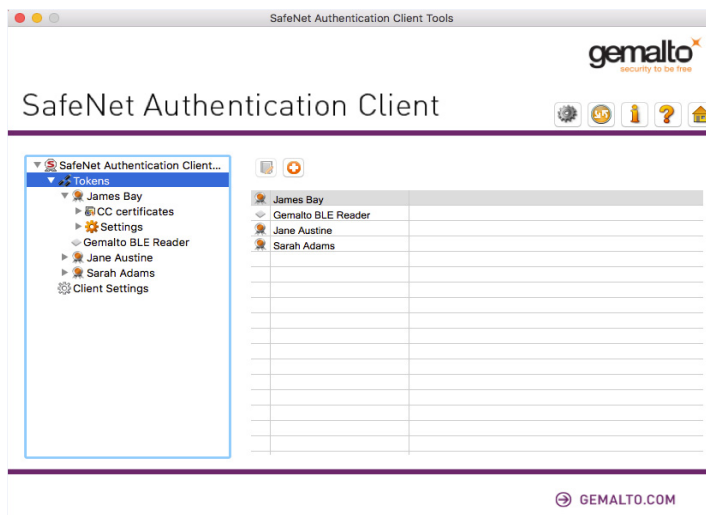 SafeNet Authentication Client Tools
gemalto
security to be free
SafeNet Authentication Client
SafeNet Authentication Client...
Tokens
James Bay
CC certificates
Settings
Gemalto BLE Reader
Jane Austine
Sarah Adams
Client Settings
James Bay
Gemalto BLE Reader
Jane Austine
Sarah Adams
GEMALTO.COM